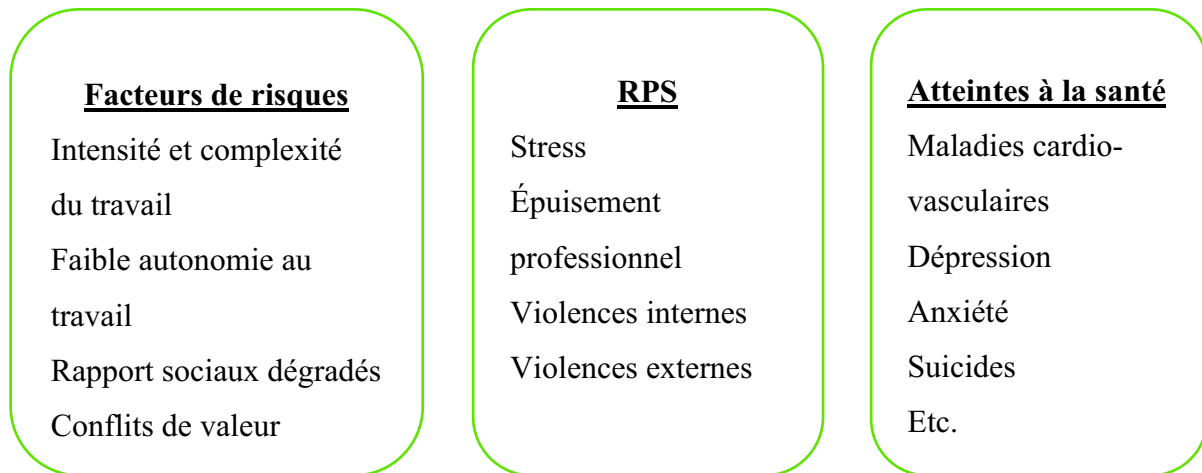 Facteurs de risques
Intensité et complexité
du travail
Faible autonomie au
travail
Rapport sociaux dégradés
Conflits de valeur
RPS
Stress
Épuisement
professionnel
Violences internes
Violences externes
Atteintes à la santé
Maladies cardio-
vasculaires
Dépression
Anxiété
Suicides
Etc.